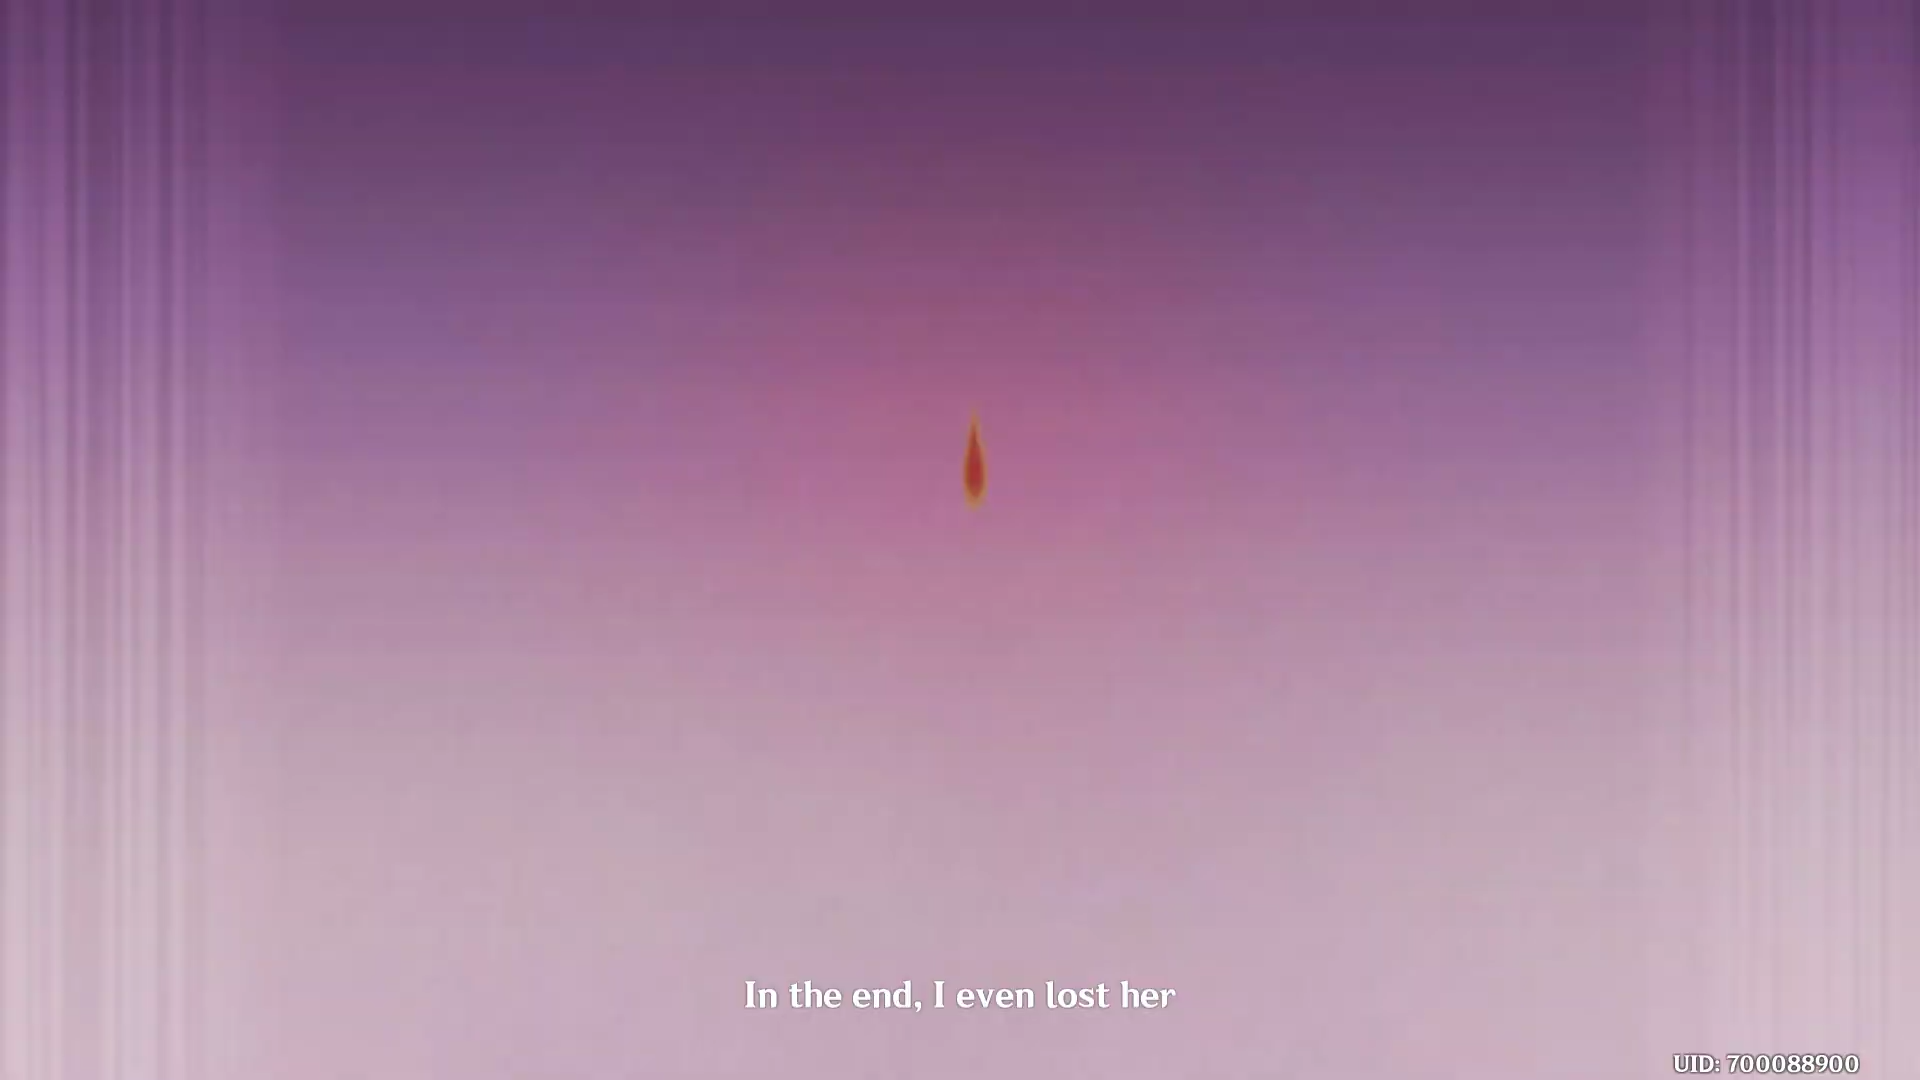 In the end, I even lost her
UID: 700088900